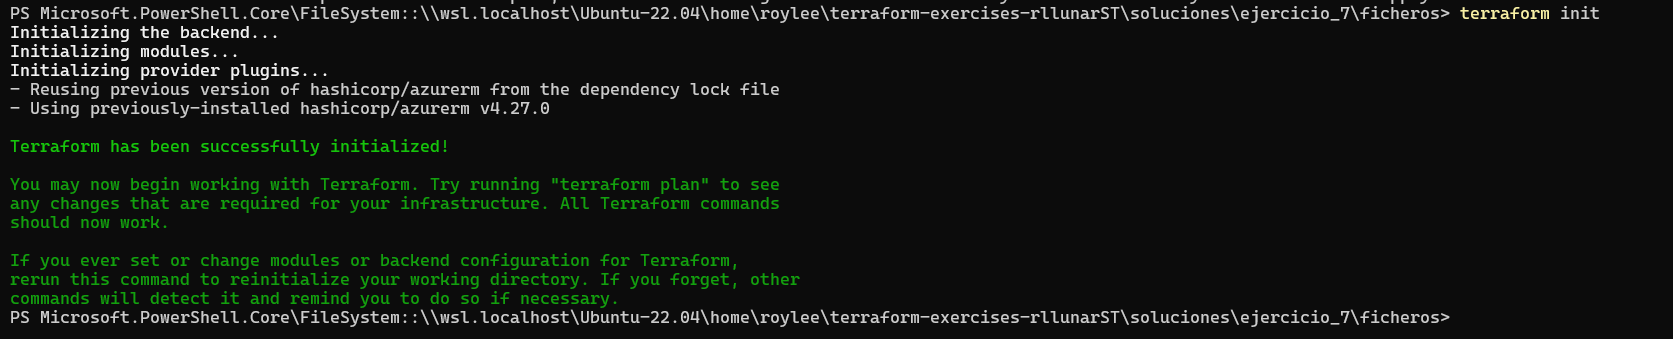 PS Microsoft.PowerShell.Core\FileSystem::\\wsl.localhost\Ubuntu-22.04\home\roylee\terraform-exercises-rllunarST\soluciones\ejercicio_7\ficheros> terraform init
Initializing the backend...
Initializing modules...
Initializing provider plugins...
- Reusing previous version of hashicorp/azurerm from the dependency lock file
- Using previously-installed hashicorp/azurerm v4.27.0
Terraform has been successfully initialized!
You may now begin working with Terraform. Try running "terraform plan" to see
any changes that are required for your infrastructure. All Terraform commands
should now work.
If you ever set or change modules or backend configuration for Terraform,
rerun this command to reinitialize your working directory. If you forget, other
commands will detect it and remind you to do so if necessary.
PS Microsoft.PowerShell.Core\FileSystem::\\wsl.localhost\Ubuntu-22.04\home\roylee\terraform-exercises-rllunarST\soluciones\ejercicio_7\ficheros>